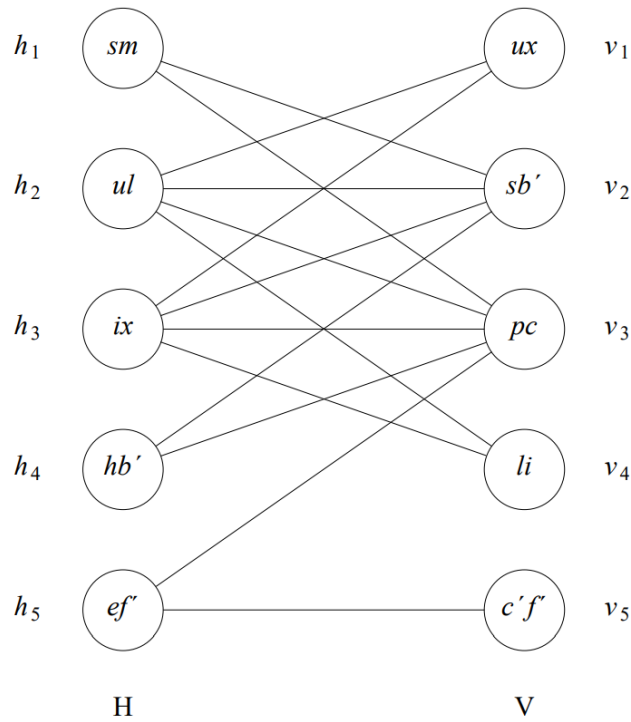 h₁ sm ux v₁
h₂ ul sb´ v₂
h₃ ix pc v₃
h₄ hb´ li v₄
h₅ ef´ c´f´ v₅
H V